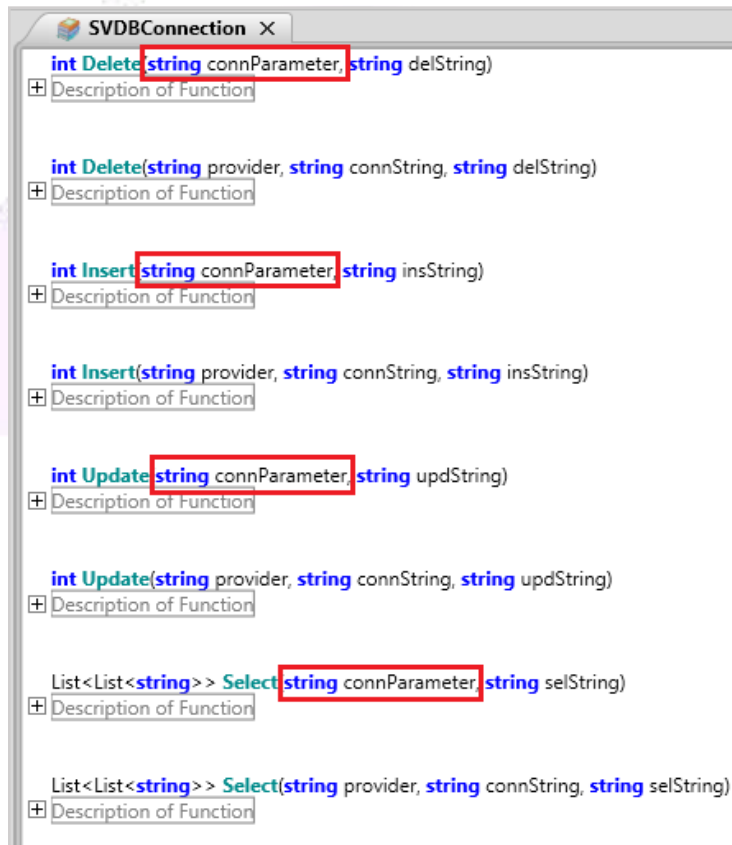 SVDBConnection ×
int Delete(string connParameter, string delString)
Description of Function
int Delete(string provider, string connString, string delString)
Description of Function
int Insert(string connParameter, string insString)
Description of Function
int Insert(string provider, string connString, string insString)
Description of Function
int Update(string connParameter, string updString)
Description of Function
int Update(string provider, string connString, string updString)
Description of Function
List<List<string>> Select(string connParameter, string selString)
Description of Function
List<List<string>> Select(string provider, string connString, string selString)
Description of Function